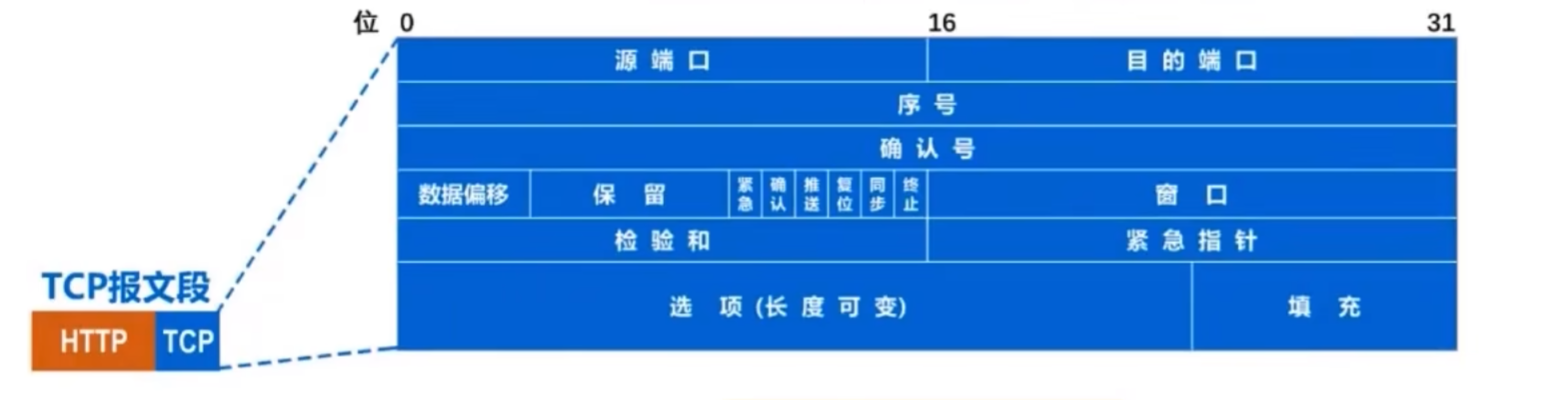 位 0 16 31
源端口 目的端口
序号
确认号
数据偏移 保留 紧急 确认 推送 复位 同步 终止 窗口
检验和 紧急指针
选项(长度可变) 填充
TCP报文段
HTTP TCP